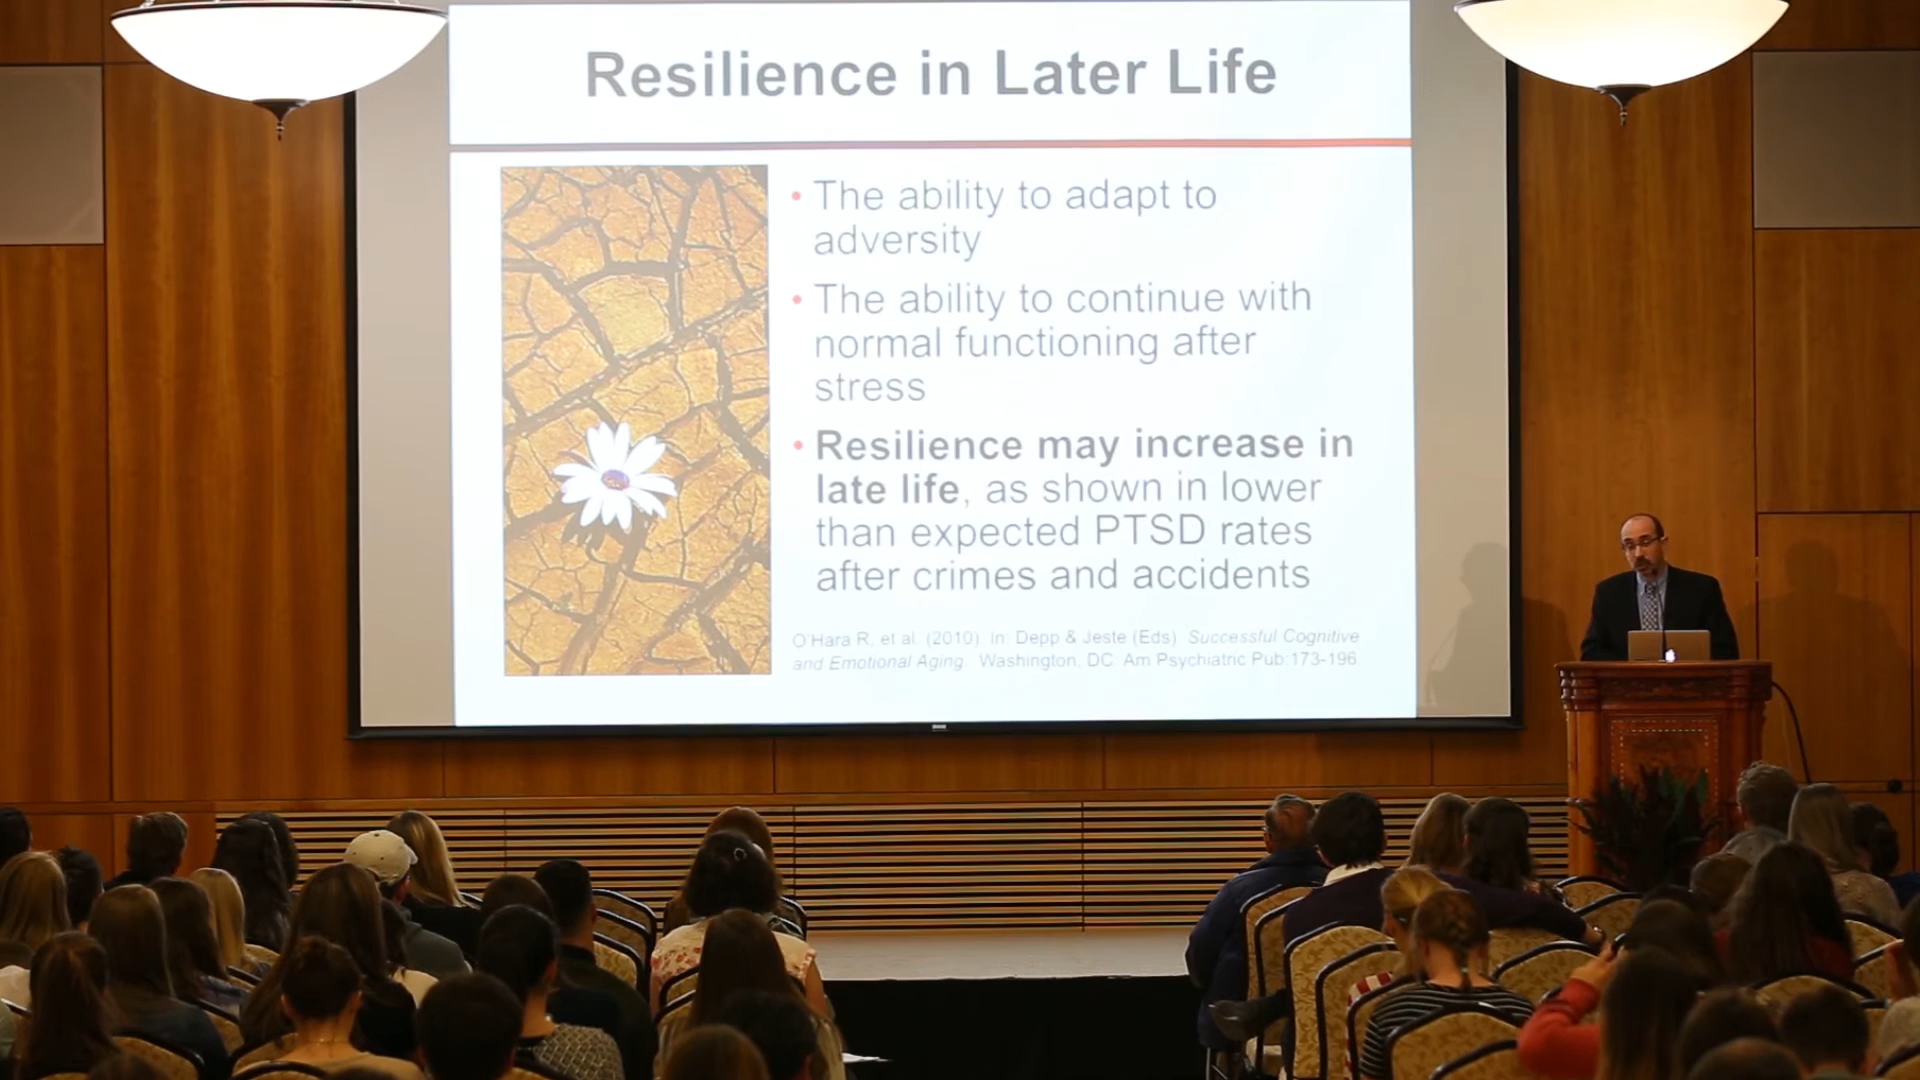 Resilience in Later Life
• The ability to adapt to
adversity
• The ability to continue with
normal functioning after
stress
• Resilience may increase in
late life, as shown in lower
than expected PTSD rates
after crimes and accidents
O'Hara R, et al. (2010). In: Depp & Jeste (Eds) Successful Cognitive
and Emotional Aging. Washington, DC: Am Psychiatric Pub:173-196